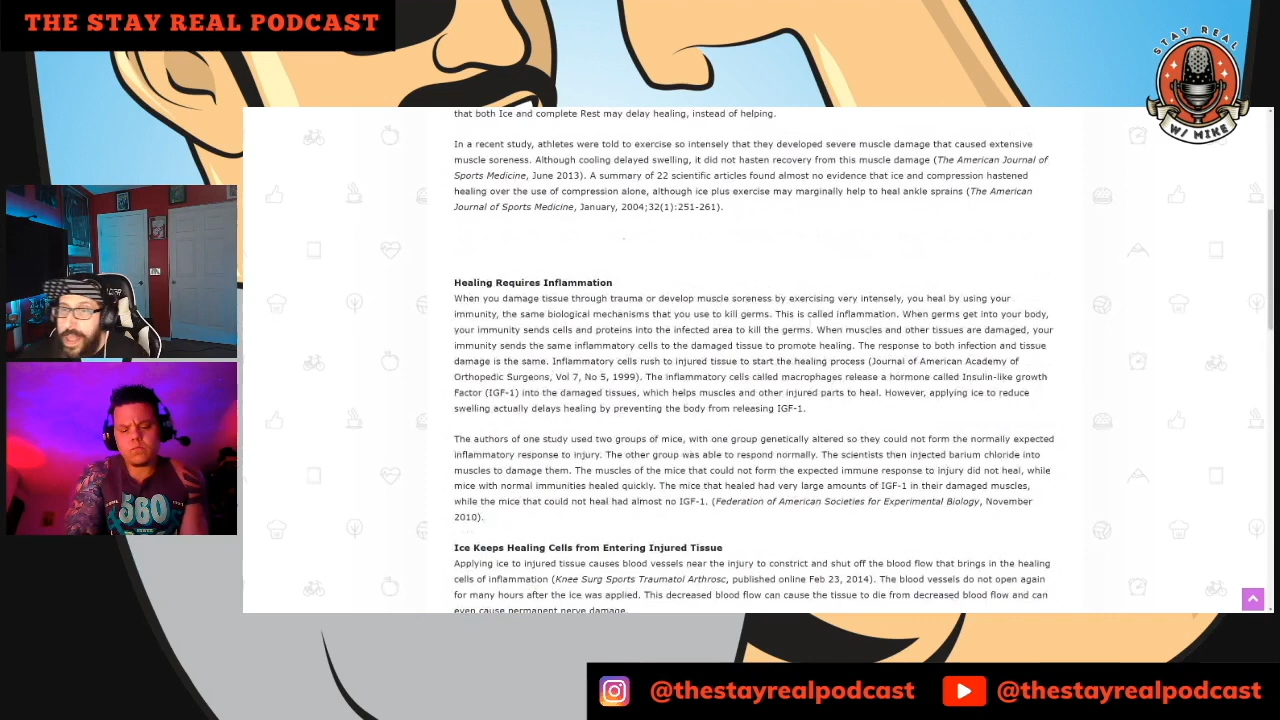 THE STAY REAL PODCAST
STAY REAL
W/ MIKE
that both Ice and complete Rest may delay healing, instead of helping.
In a recent study, athletes were told to exercise so intensely that they developed severe muscle damage that caused extensive
muscle soreness. Although cooling delayed swelling, it did not hasten recovery from this muscle damage (The American Journal of
Sports Medicine, June 2013). A summary of 22 scientific articles found almost no evidence that ice and compression hastened
healing over the use of compression alone, although ice plus exercise may marginally help to heal ankle sprains (The American
Journal of Sports Medicine, January, 2004;32(1):251-261).
Healing Requires Inflammation
When you damage tissue through trauma or develop muscle soreness by exercising very intensely, you heal by using your
immunity, the same biological mechanisms that you use to kill germs. This is called inflammation. When germs get into your body,
your immunity sends cells and proteins into the infected area to kill the germs. When muscles and other tissues are damaged, your
immunity sends the same inflammatory cells to the damaged tissue to promote healing. The response to both infection and tissue
damage is the same. Inflammatory cells rush to injured tissue to start the healing process (Journal of American Academy of
Orthopedic Surgeons, Vol 7, No 5, 1999). The inflammatory cells called macrophages release a hormone called Insulin-like growth
Factor (IGF-1) into the damaged tissues, which helps muscles and other injured parts to heal. However, applying ice to reduce
swelling actually delays healing by preventing the body from releasing IGF-1.
The authors of one study used two groups of mice, with one group genetically altered so they could not form the normally expected
inflammatory response to injury. The other group was able to respond normally. The scientists then injected barium chloride into
muscles to damage them. The muscles of the mice that could not form the expected immune response to injury did not heal, while
mice with normal immunities healed quickly. The mice that healed had very large amounts of IGF-1 in their damaged muscles,
while the mice that could not heal had almost no IGF-1. (Federation of American Societies for Experimental Biology, November
2010).
Ice Keeps Healing Cells from Entering Injured Tissue
Applying ice to injured tissue causes blood vessels near the injury to constrict and shut off the blood flow that brings in the healing
cells of inflammation (Knee Surg Sports Traumatol Arthrosc, published online Feb 23, 2014). The blood vessels do not open again
for many hours after the ice was applied. This decreased blood flow can cause the tissue to die from decreased blood flow and can
even cause permanent nerve damage.
560
@thestayrealpodcast
@thestayrealpodcast